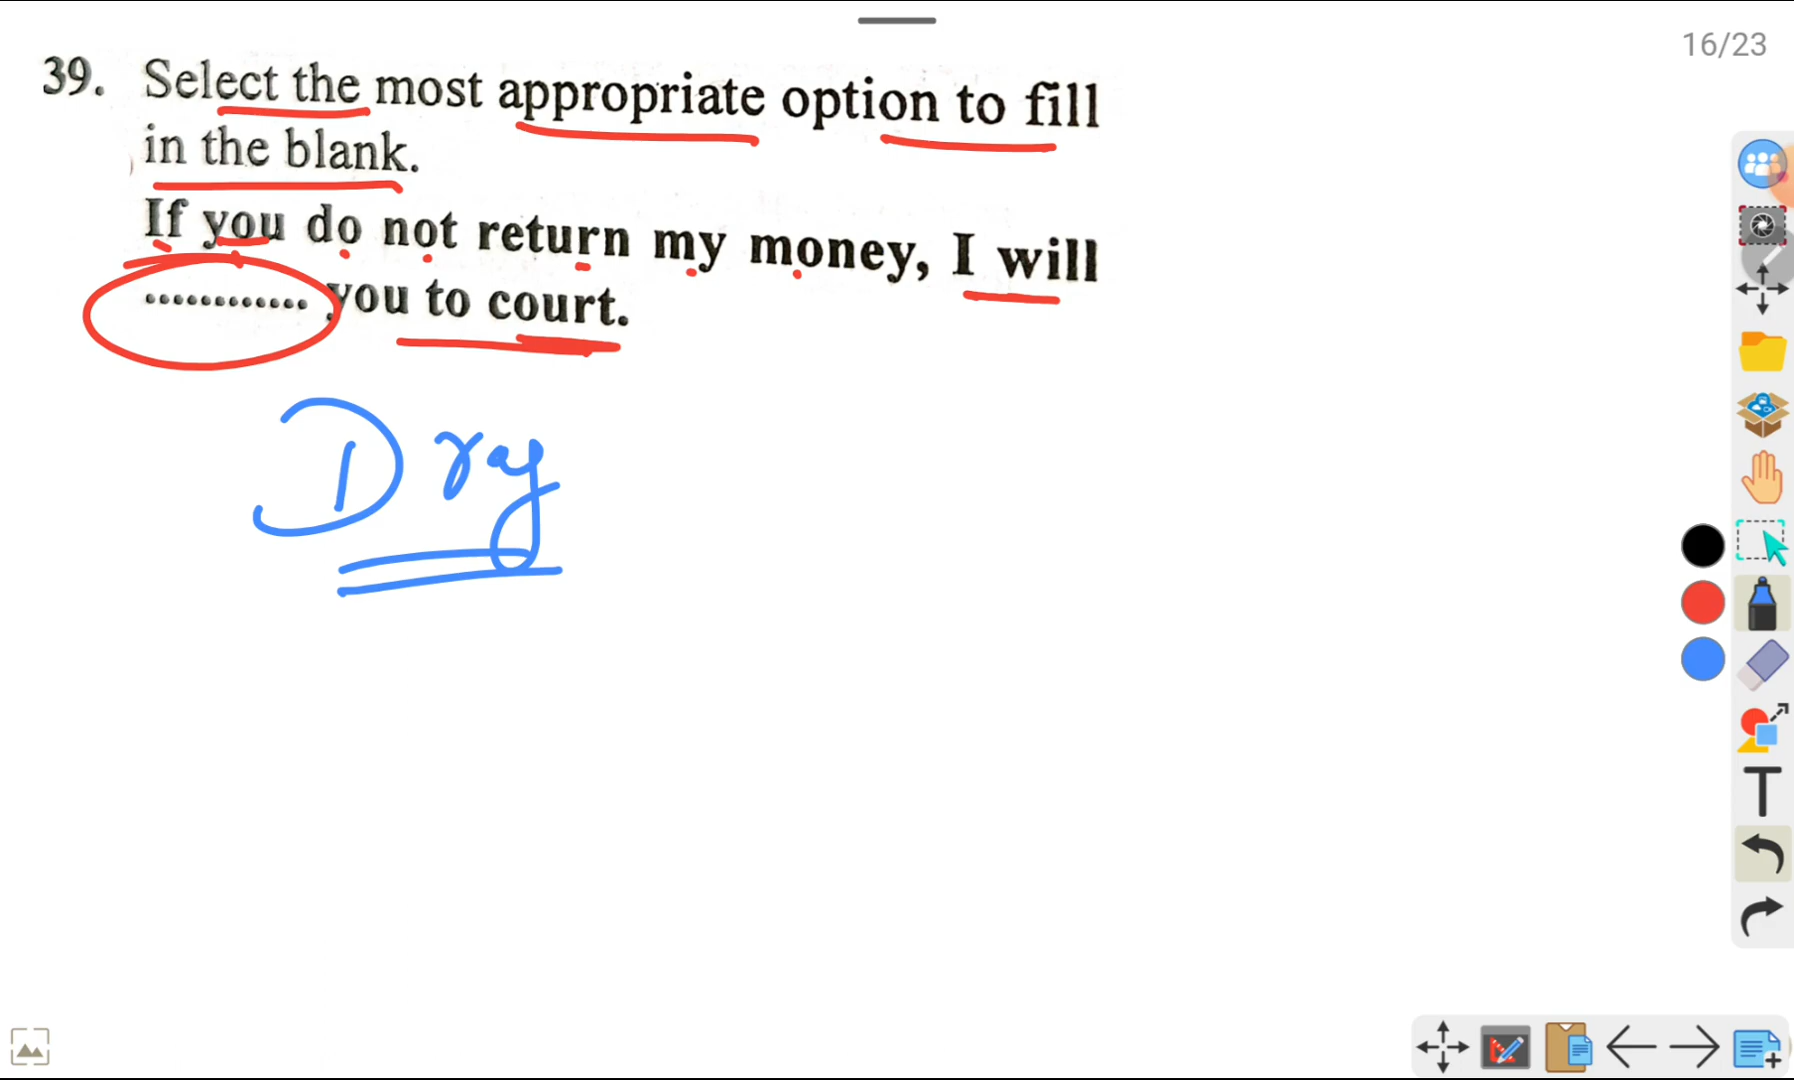 16/23
39. Select the most appropriate option to fill
in the blank.
If you do not return my money, I will
............ you to court.
Drag